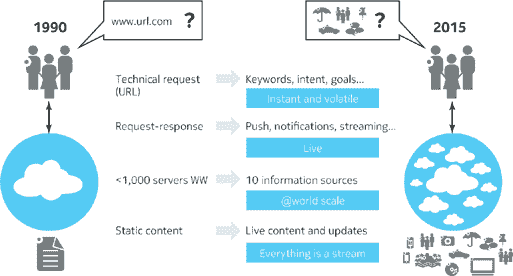 1990
www.url.com ?
?
2015
Technical request
(URL)
Keywords, intent, goals...
Instant and volatile
Request-response
Push, notifications, streaming...
Live
<1,000 servers WW
10 information sources
@world scale
Static content
Live content and updates
Everything is a stream